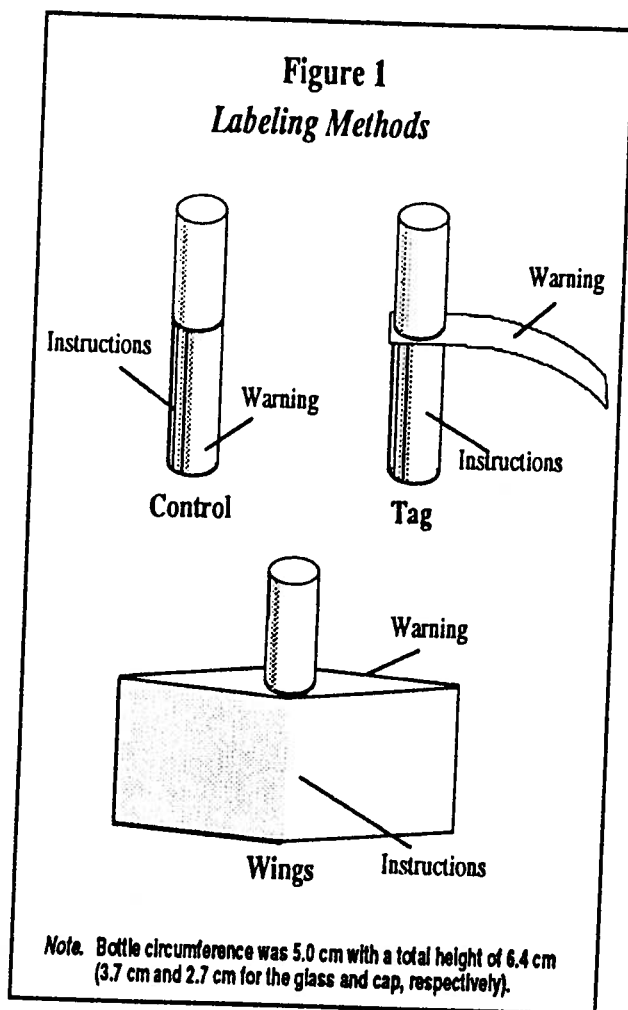 Figure 1
Labeling Methods
Warning
Instructions
Warning
Instructions
Control
Tag
Warning
Instructions
Wings
Note. Bottle circumference was 5.0 cm with a total height of 6.4 cm
(3.7 cm and 2.7 cm for the glass and cap, respectively).